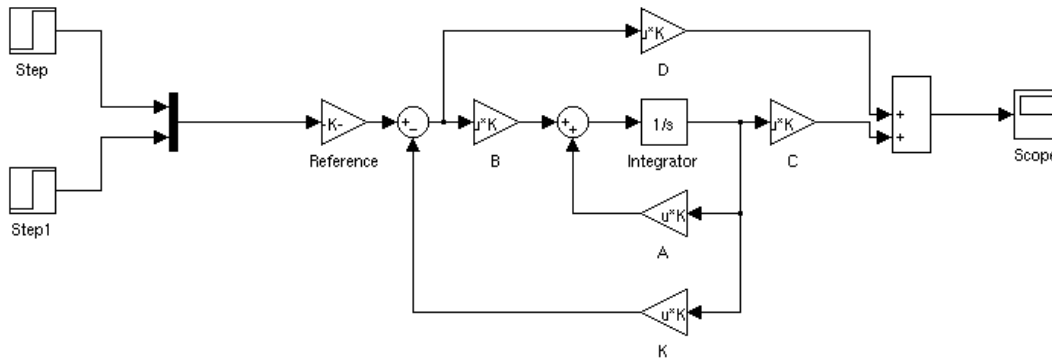 Step
u*K
D
-K-
Reference
+
−
u*K
B
+
+
1/s
Integrator
u*K
C
+
+
Scope
Step1
u*K
A
u*K
K